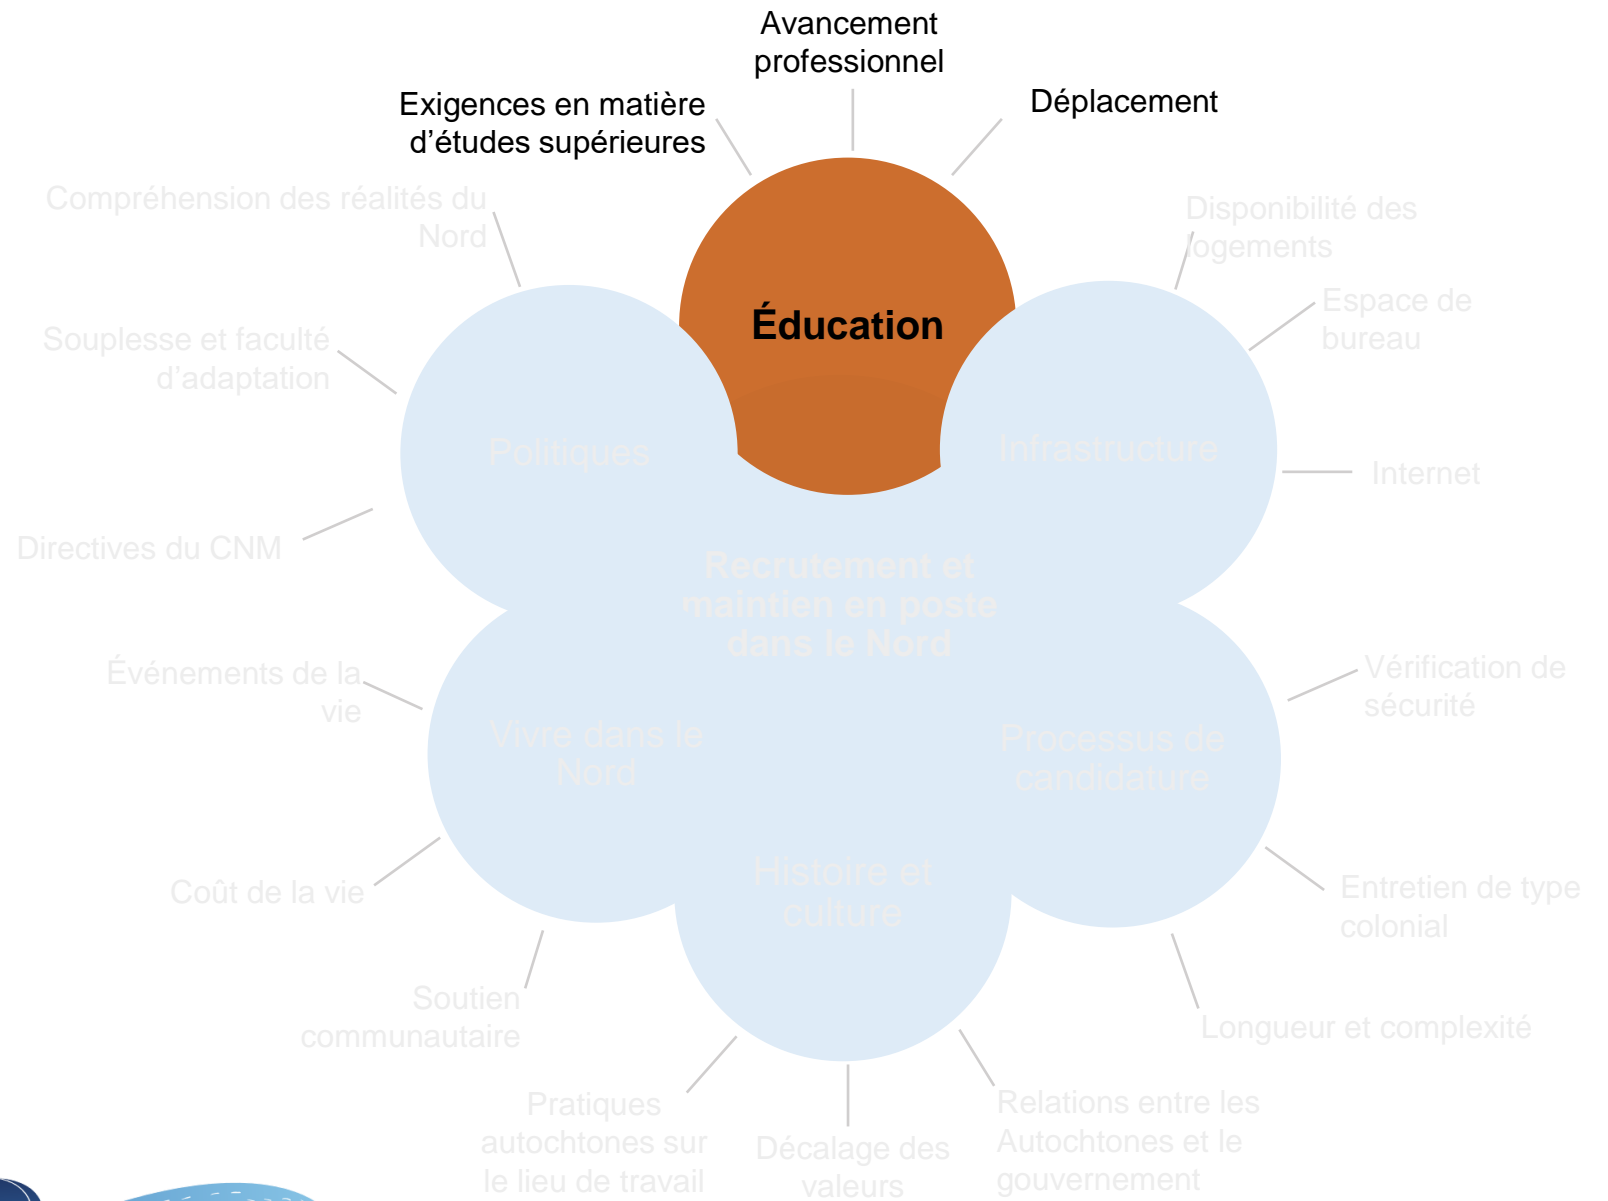 Avancement
professionnel
Exigences en matière
d’études supérieures
Déplacement
Compréhension des réalités du
Nord
Disponibilité des
logements
Espace de
bureau
Éducation
Souplesse et faculté
d’adaptation
Politiques
Infrastructure
Internet
Directives du CNM
Recrutement et
maintien en poste
dans le Nord
Événements de la
vie
Vérification de
sécurité
Vivre dans le
Nord
Processus de
candidature
Coût de la vie
Histoire et
culture
Entretien de type
colonial
Soutien
communautaire
Longueur et complexité
Pratiques
autochtones sur
le lieu de travail
Décalage des
valeurs
Relations entre les
Autochtones et le
gouvernement